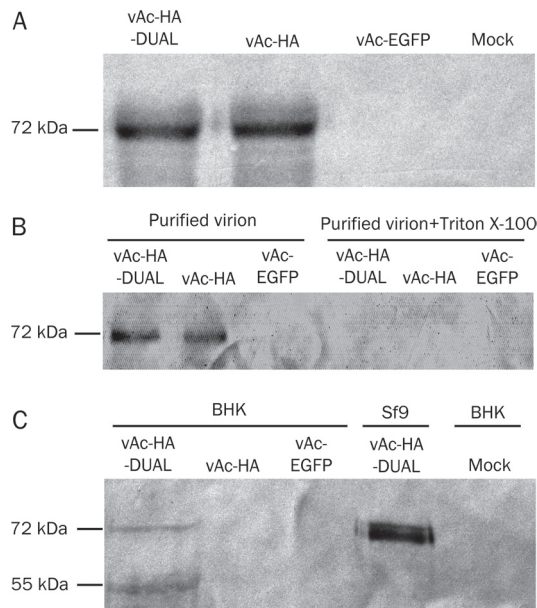 A
vAc-HA
-DUAL
vAc-HA
vAc-EGFP
Mock
72 kDa
B
Purified virion
Purified virion+Triton X-100
vAc-HA
-DUAL
vAc-HA
vAc-
EGFP
vAc-HA
-DUAL
vAc-HA
vAc-
EGFP
72 kDa
C
BHK
Sf9
BHK
vAc-HA
-DUAL
vAc-HA
vAc-
EGFP
vAc-HA
-DUAL
Mock
72 kDa
55 kDa